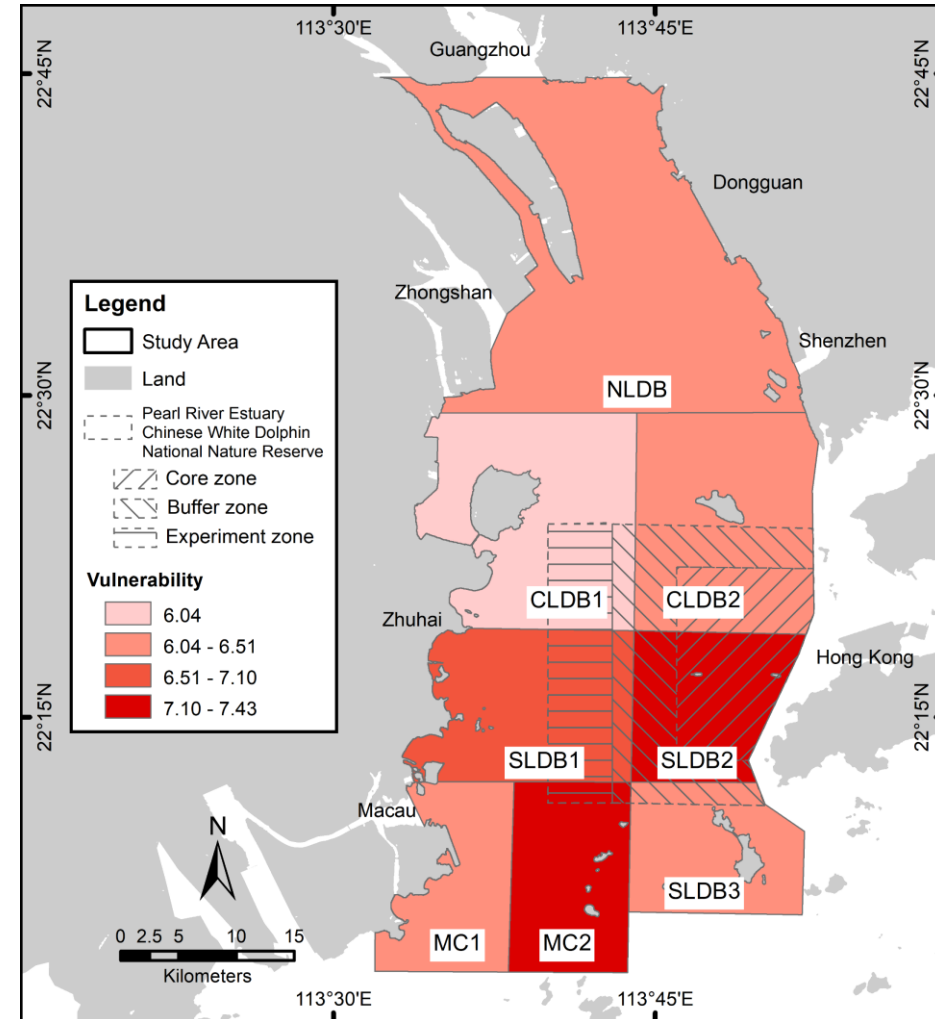 113°30'E
113°45'E
Guangzhou
22°45'N
22°45'N
Dongguan
Zhongshan
Legend
Study Area
Land
Pearl River Estuary
Chinese White Dolphin
National Nature Reserve
Core zone
Buffer zone
Experiment zone
Vulnerability
6.04
6.04 - 6.51
6.51 - 7.10
7.10 - 7.43
Shenzhen
NLDB
22°30'N
22°30'N
CLDB1
CLDB2
Zhuhai
Hong Kong
22°15'N
22°15'N
SLDB1
SLDB2
Macau
N
SLDB3
MC1
MC2
0 2.5 5 10 15
Kilometers
113°30'E
113°45'E